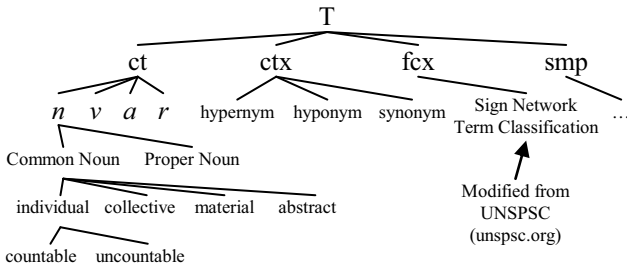 T
ct ctx fcx smp
n v a r hypernym hyponym synonym Sign Network Term Classification …
Common Noun Proper Noun
individual collective material abstract
Modified from
UNSPSC
(unspsc.org)
countable uncountable